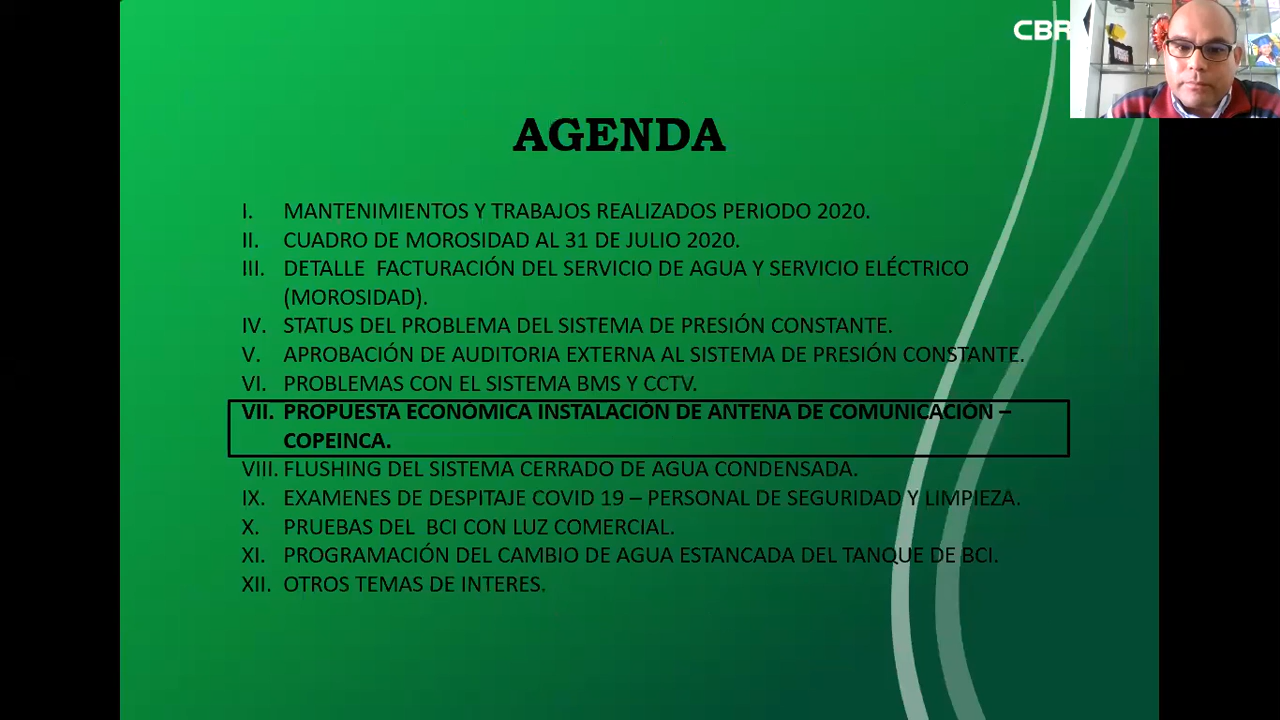 CBR
AGENDA
I. MANTENIMIENTOS Y TRABAJOS REALIZADOS PERIODO 2020.
II. CUADRO DE MOROSIDAD AL 31 DE JULIO 2020.
III. DETALLE FACTURACIÓN DEL SERVICIO DE AGUA Y SERVICIO ELÉCTRICO
(MOROSIDAD).
IV. STATUS DEL PROBLEMA DEL SISTEMA DE PRESIÓN CONSTANTE.
V. APROBACIÓN DE AUDITORIA EXTERNA AL SISTEMA DE PRESIÓN CONSTANTE.
VI. PROBLEMAS CON EL SISTEMA BMS Y CCTV.
VII. PROPUESTA ECONÓMICA INSTALACIÓN DE ANTENA DE COMUNICACIÓN –
COPEINCA.
VIII. FLUSHING DEL SISTEMA CERRADO DE AGUA CONDENSADA.
IX. EXAMENES DE DESPITAJE COVID 19 – PERSONAL DE SEGURIDAD Y LIMPIEZA.
X. PRUEBAS DEL BCI CON LUZ COMERCIAL.
XI. PROGRAMACIÓN DEL CAMBIO DE AGUA ESTANCADA DEL TANQUE DE BCI.
XII. OTROS TEMAS DE INTERES.